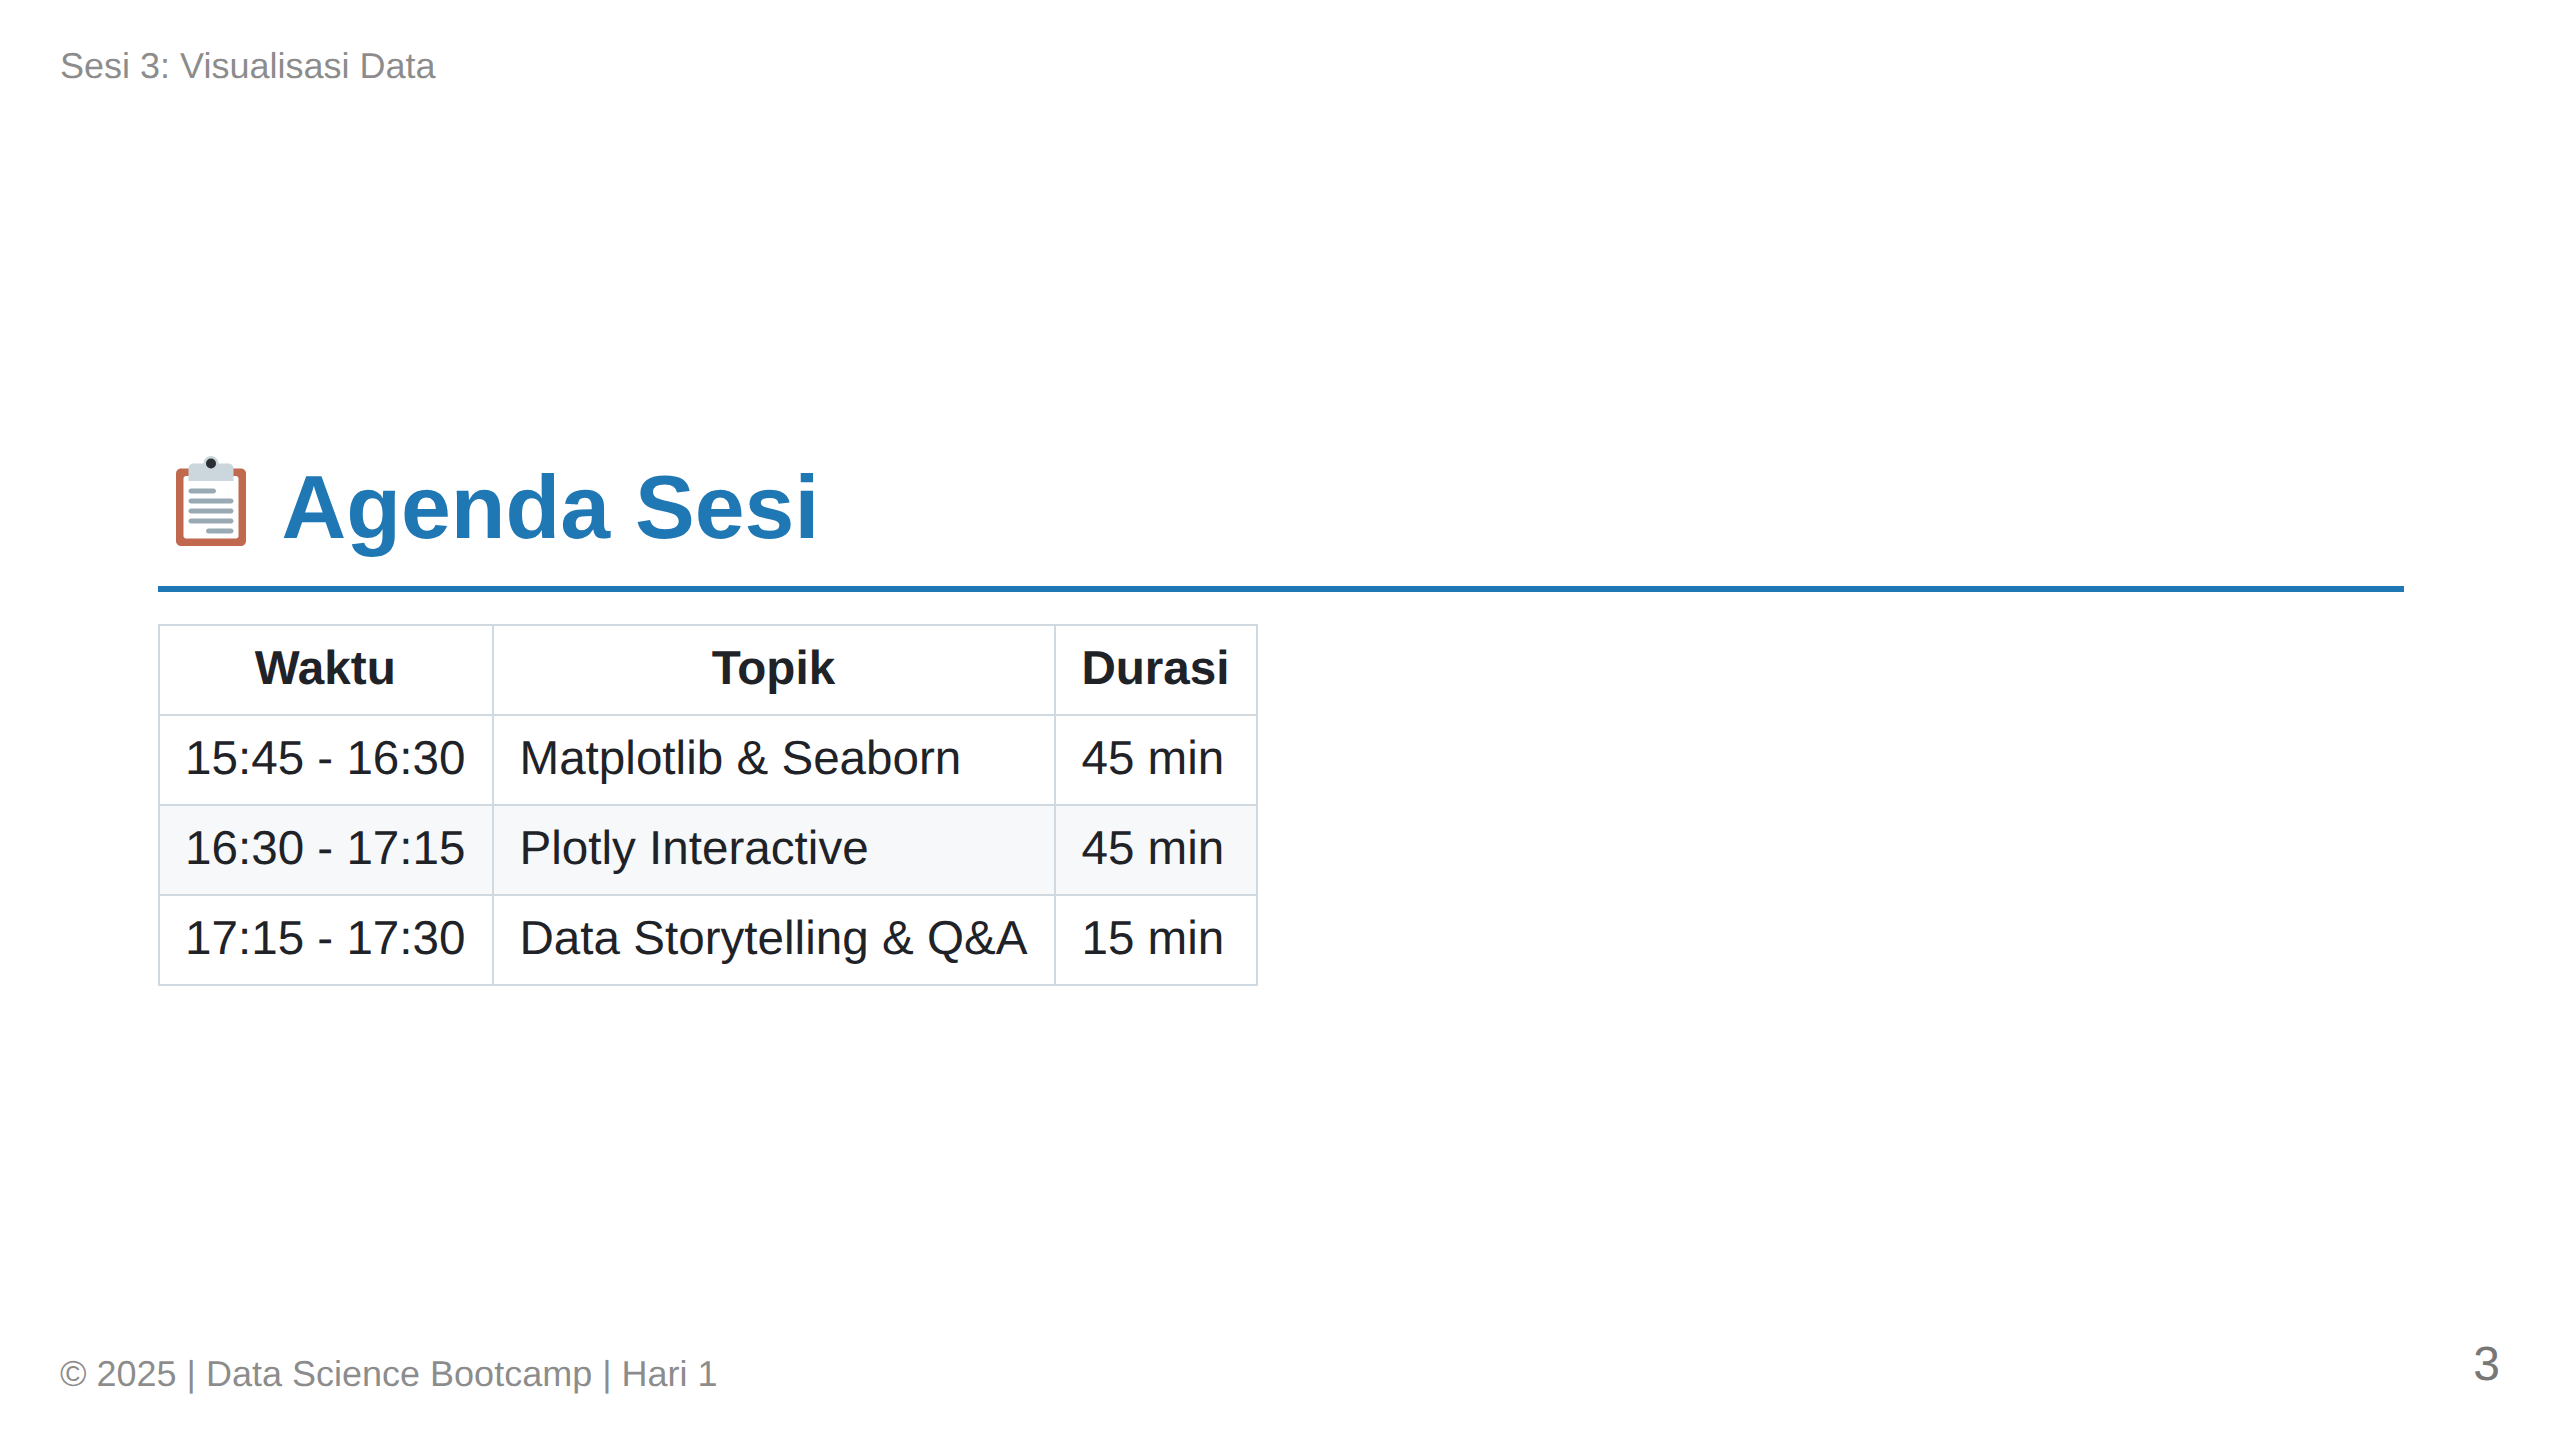 Sesi 3: Visualisasi Data
📋 Agenda Sesi
Waktu Topik Durasi
15:45 - 16:30 Matplotlib & Seaborn 45 min
16:30 - 17:15 Plotly Interactive 45 min
17:15 - 17:30 Data Storytelling & Q&A 15 min
© 2025 | Data Science Bootcamp | Hari 1
3